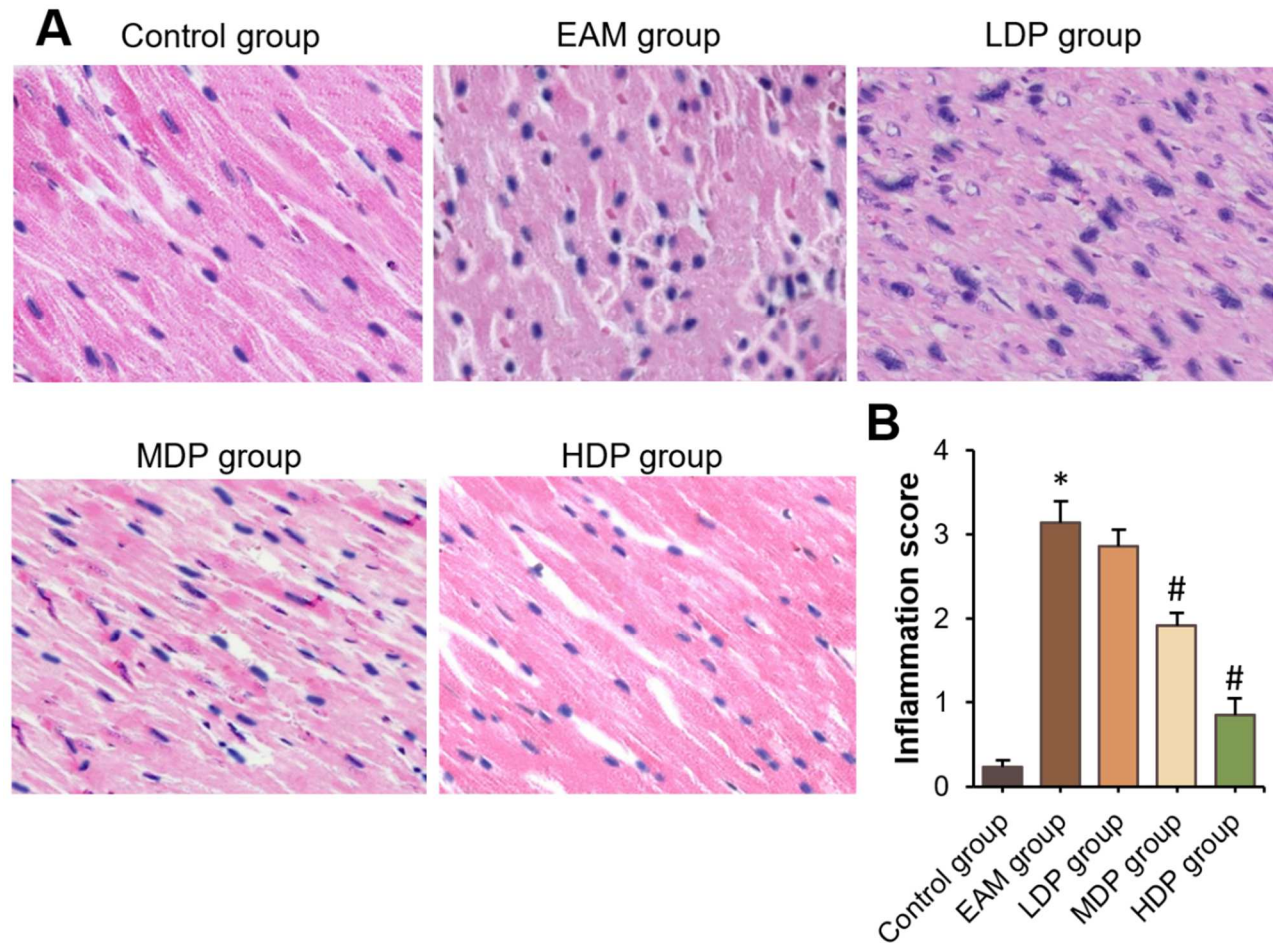 A
Control group
EAM group
LDP group
MDP group
HDP group
B
Inflammation score
4
3
2
1
0
*
#
#
Control group
EAM group
LDP group
MDP group
HDP group